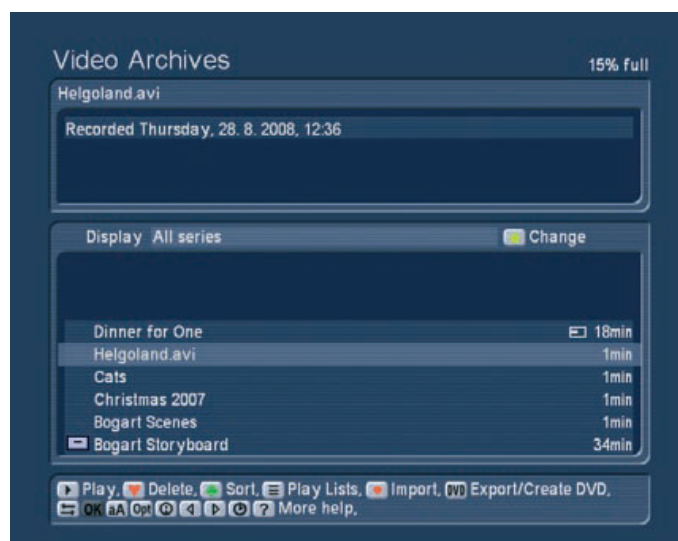 Video Archives 15% full
Helgoland.avi
Recorded Thursday, 28. 8. 2008, 12:36
Display All series Change
Dinner for One 18min
Helgoland.avi 1min
Cats 1min
Christmas 2007 1min
Bogart Scenes 1min
Bogart Storyboard 34min
Play, Delete, Sort, Play Lists, Import, DVD Export/Create DVD,
OK aA Opt ? More help,